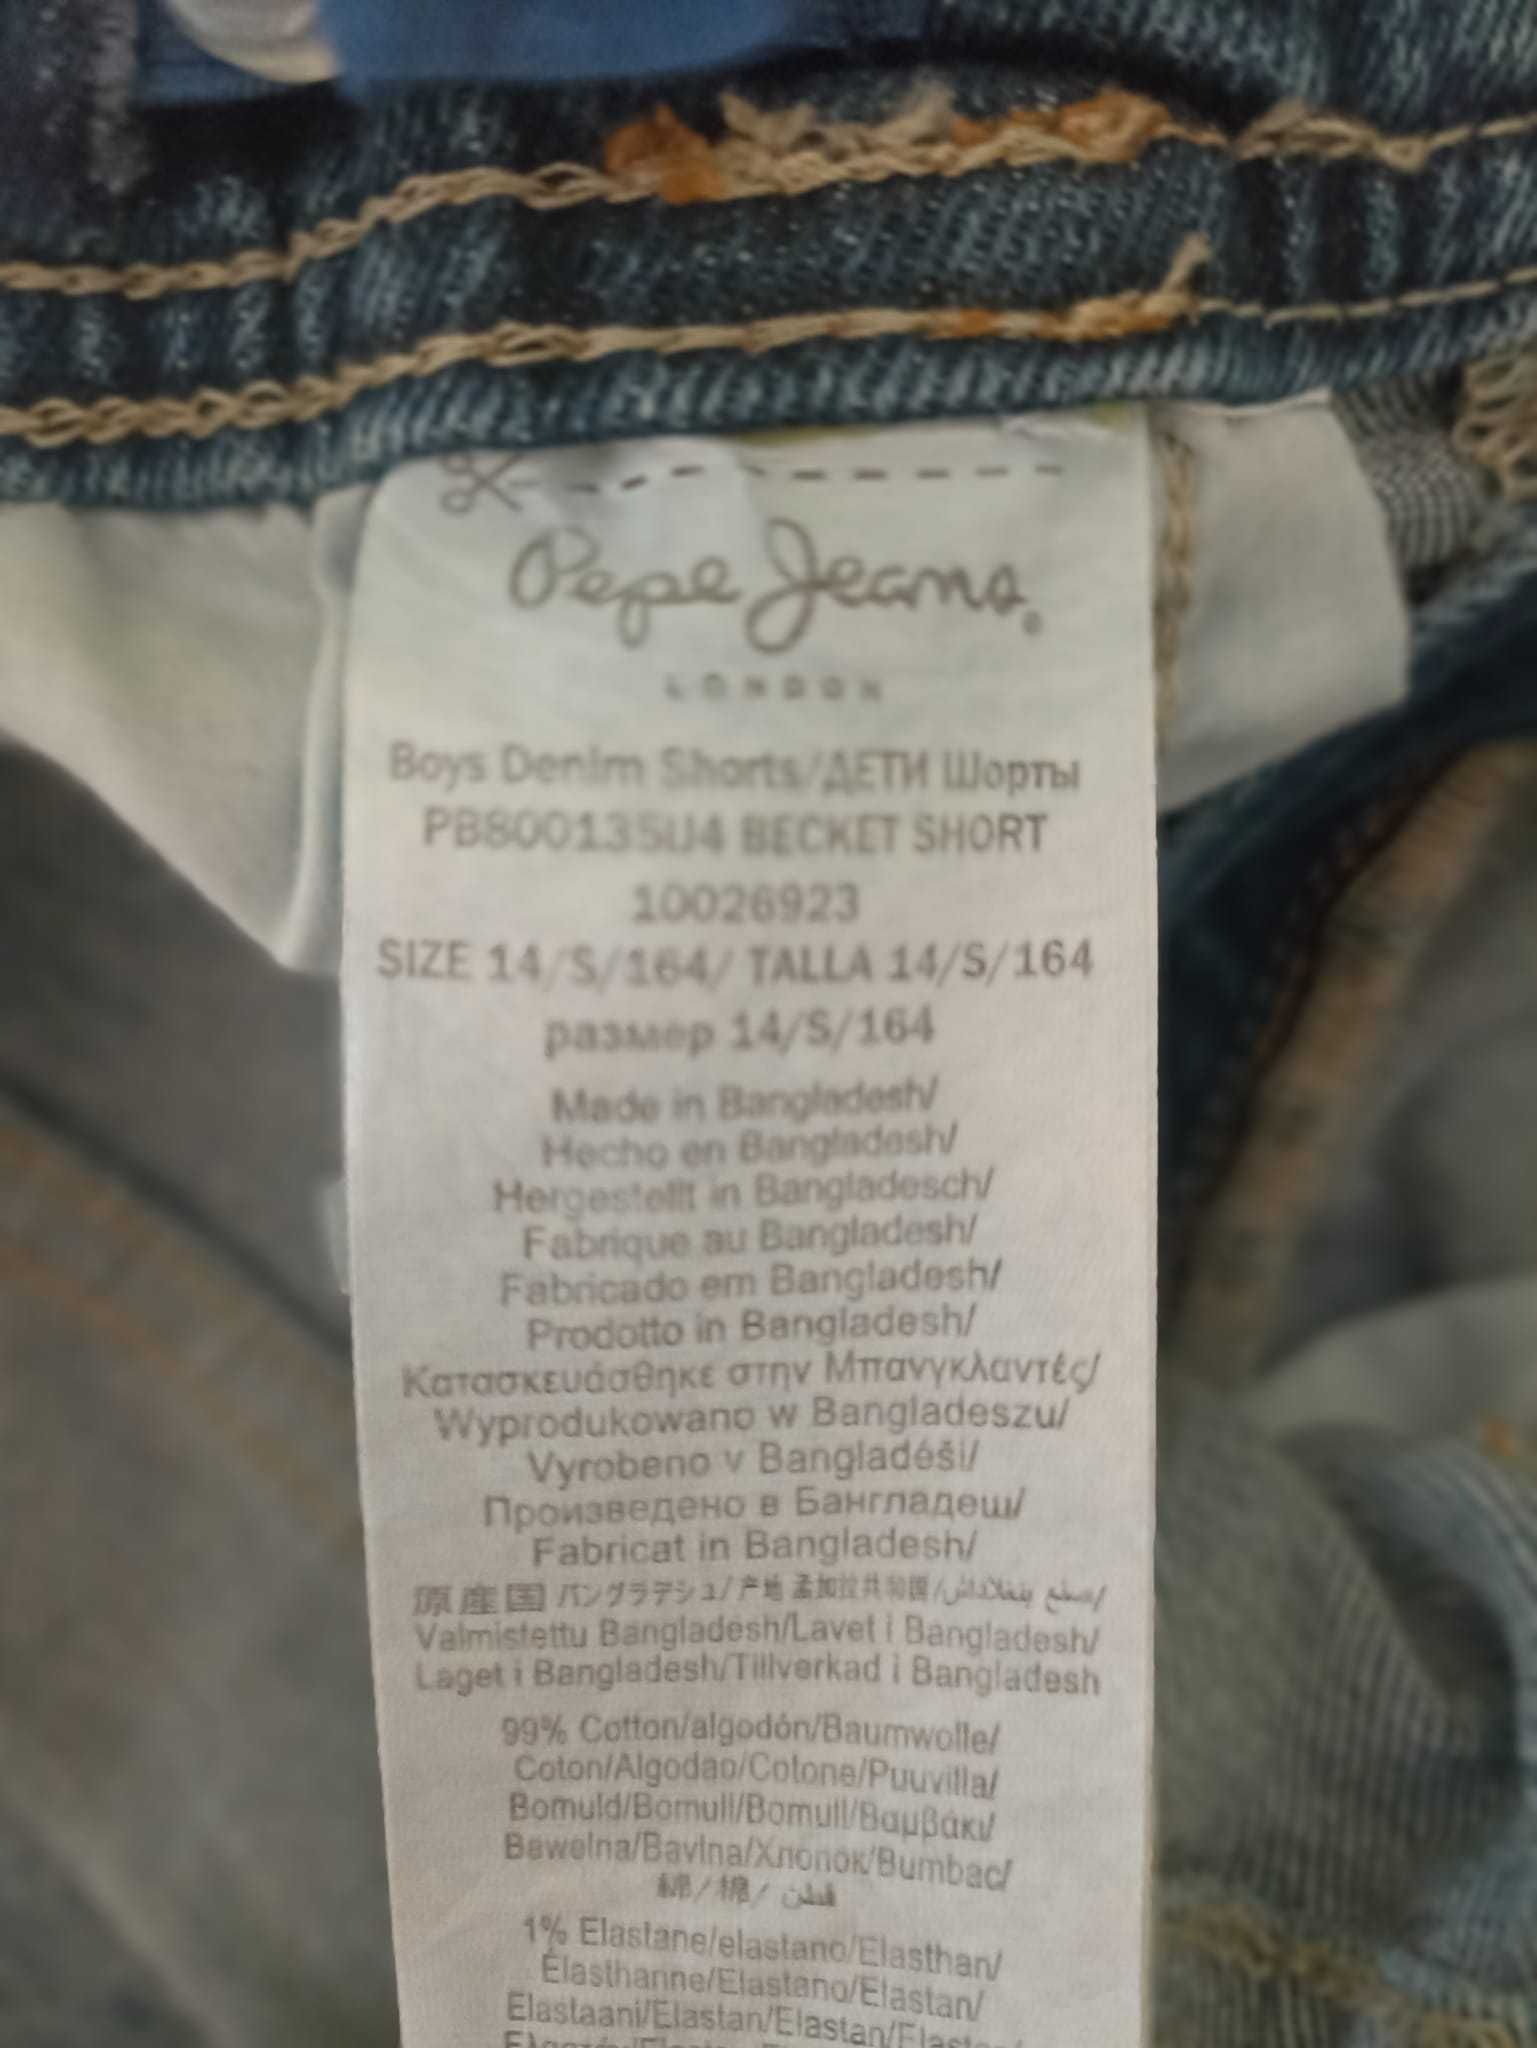 Pepe Jeans
LONDON
Boys Denim Shorts/ДЕТИ Шорты
PB800135U4 BECKET SHORT
10026923
SIZE 14/S/164/ TALLA 14/S/164
размер 14/S/164
Made in Bangladesh/
Hecho en Bangladesh/
Hergestellt in Bangladesch/
Fabrique au Bangladesh/
Fabricado em Bangladesh/
Prodotto in Bangladesh/
Κατασκευάσθηκε στην Μπανγκλαντές/
Wyprodukowano w Bangladeszu/
Vyrobeno v Bangladéši/
Произведено в Бангладеш/
Fabricat in Bangladesh/
原産国 バングラデシュ/产地 孟加拉共和国/صنع بنغلاداش/
Valmistettu Bangladesh/Lavet i Bangladesh/
Laget i Bangladesh/Tillverkad i Bangladesh
99% Cotton/algodón/Baumwolle/
Coton/Algodao/Cotone/Puuvilla/
Bomuld/Bomull/Bomull/Βαμβάκι/
Bawelna/Bavlna/Хлопок/Bumbac/
綿/棉/ قطن
1% Elastane/elastano/Elasthan/
Élasthanne/Elastano/Elastan/
Elastaani/Elastan/Elastan/